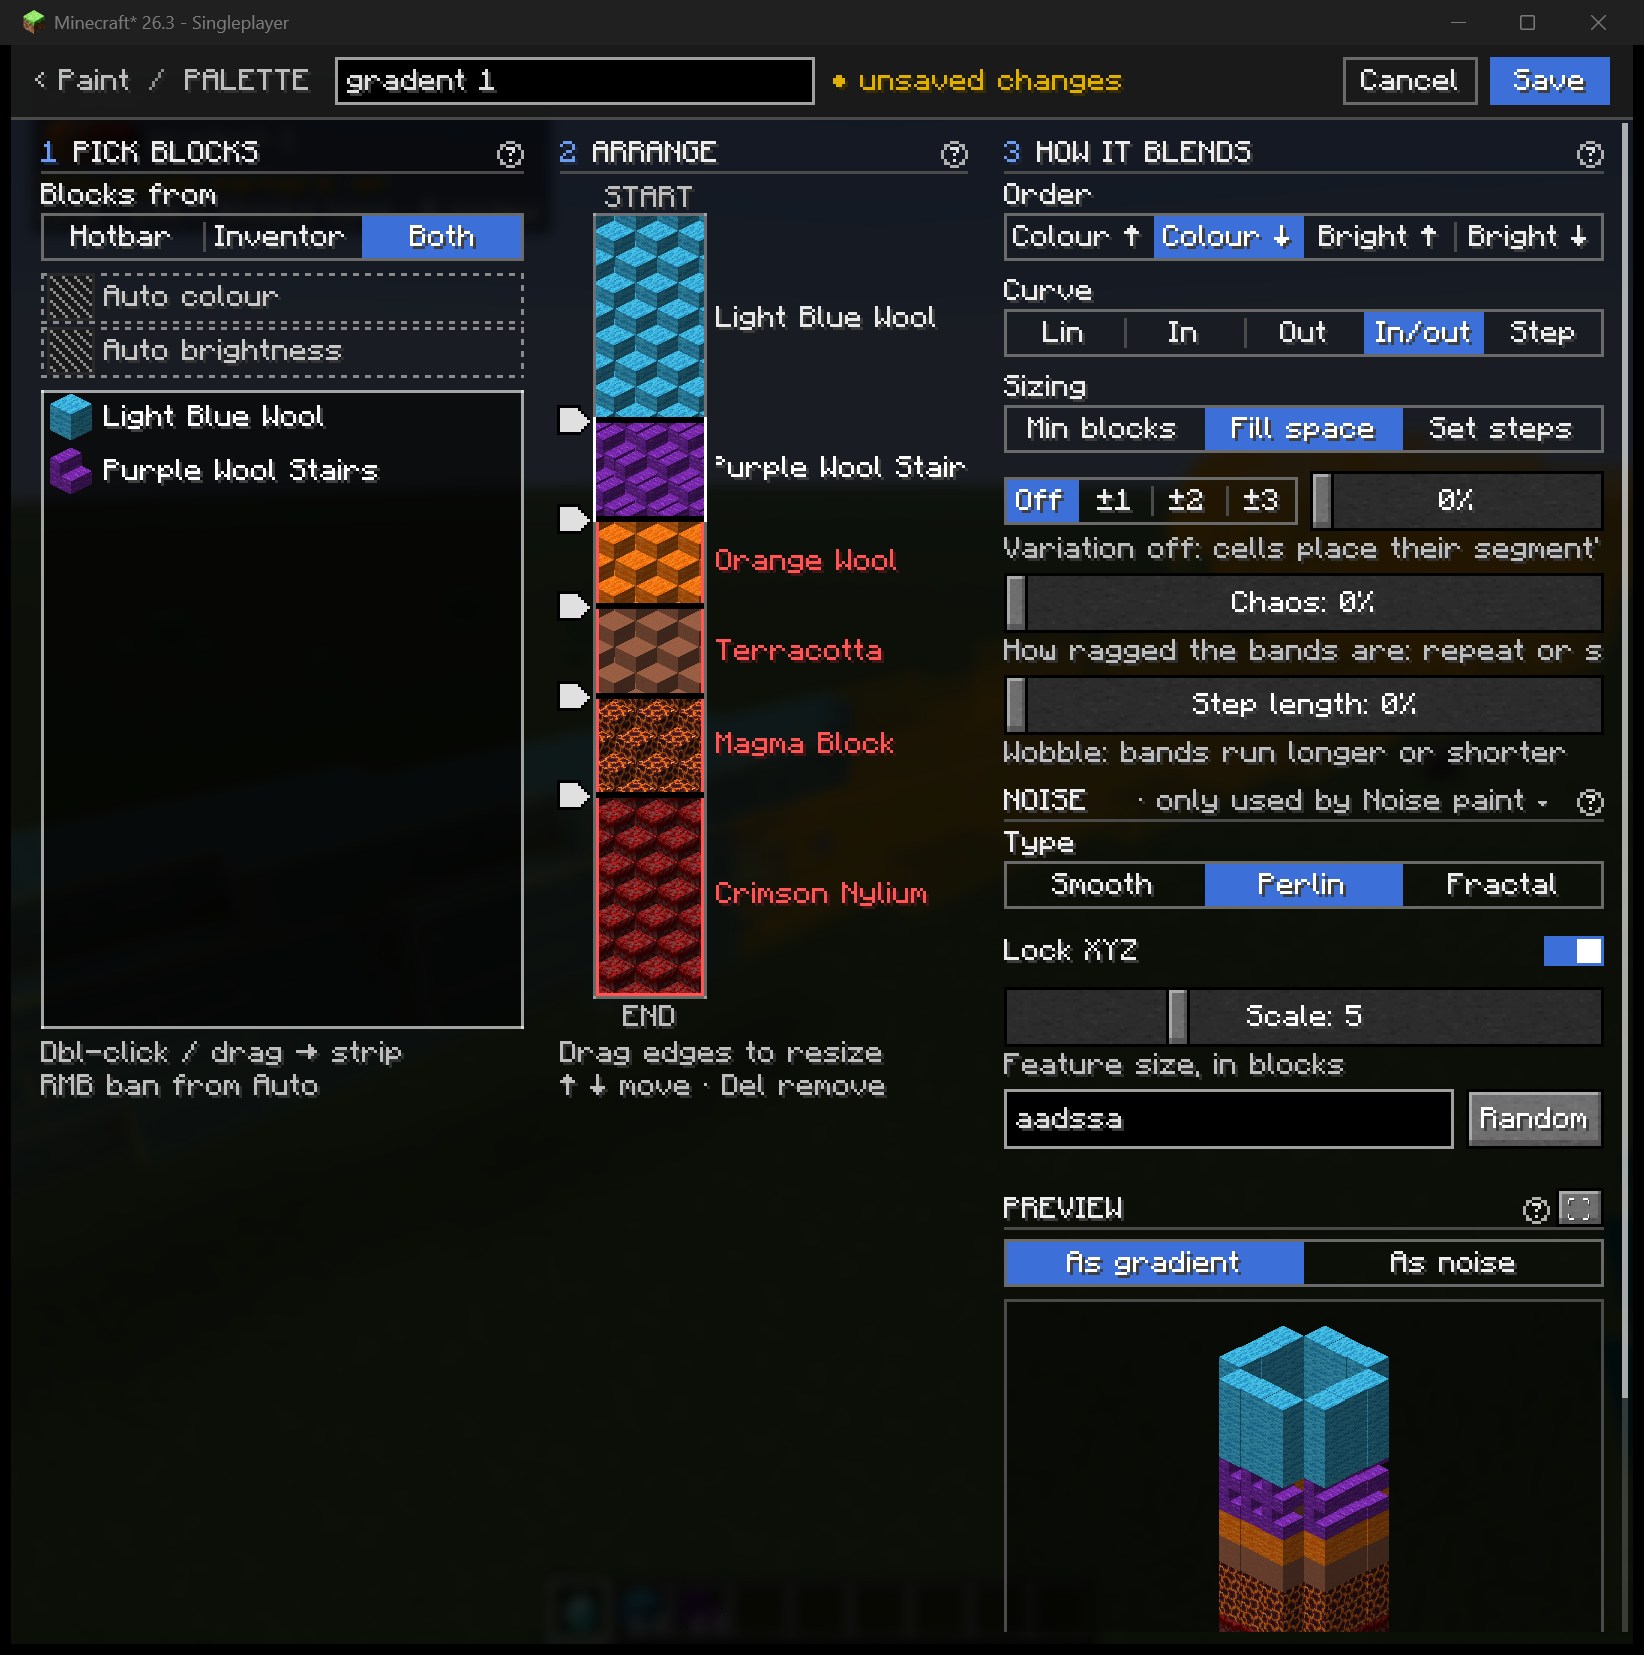 Minecraft* 26.3 - Singleplayer
< Paint / PALETTE
gradent 1
● unsaved changes
Cancel
Save
1 PICK BLOCKS
Blocks from
Hotbar
Inventor
Both
Auto colour
Auto brightness
Light Blue Wool
Purple Wool Stairs
Dbl-click / drag → strip
RMB ban from Auto
2 ARRANGE
START
Light Blue Wool
Purple Wool Stair
Orange Wool
Terracotta
Magma Block
Crimson Nylium
END
Drag edges to resize
↑ ↓ move · Del remove
3 HOW IT BLENDS
Order
Colour ↑
Colour ↓
Bright ↑
Bright ↓
Curve
Lin
In
Out
In/out
Step
Sizing
Min blocks
Fill space
Set steps
Off
±1
±2
±3
0%
Variation off: cells place their segment'
Chaos: 0%
How ragged the bands are: repeat or s
Step length: 0%
Wobble: bands run longer or shorter
NOISE · only used by Noise paint
Type
Smooth
Perlin
Fractal
Lock XYZ
Scale: 5
Feature size, in blocks
aadssa
Random
PREVIEW
As gradient
As noise